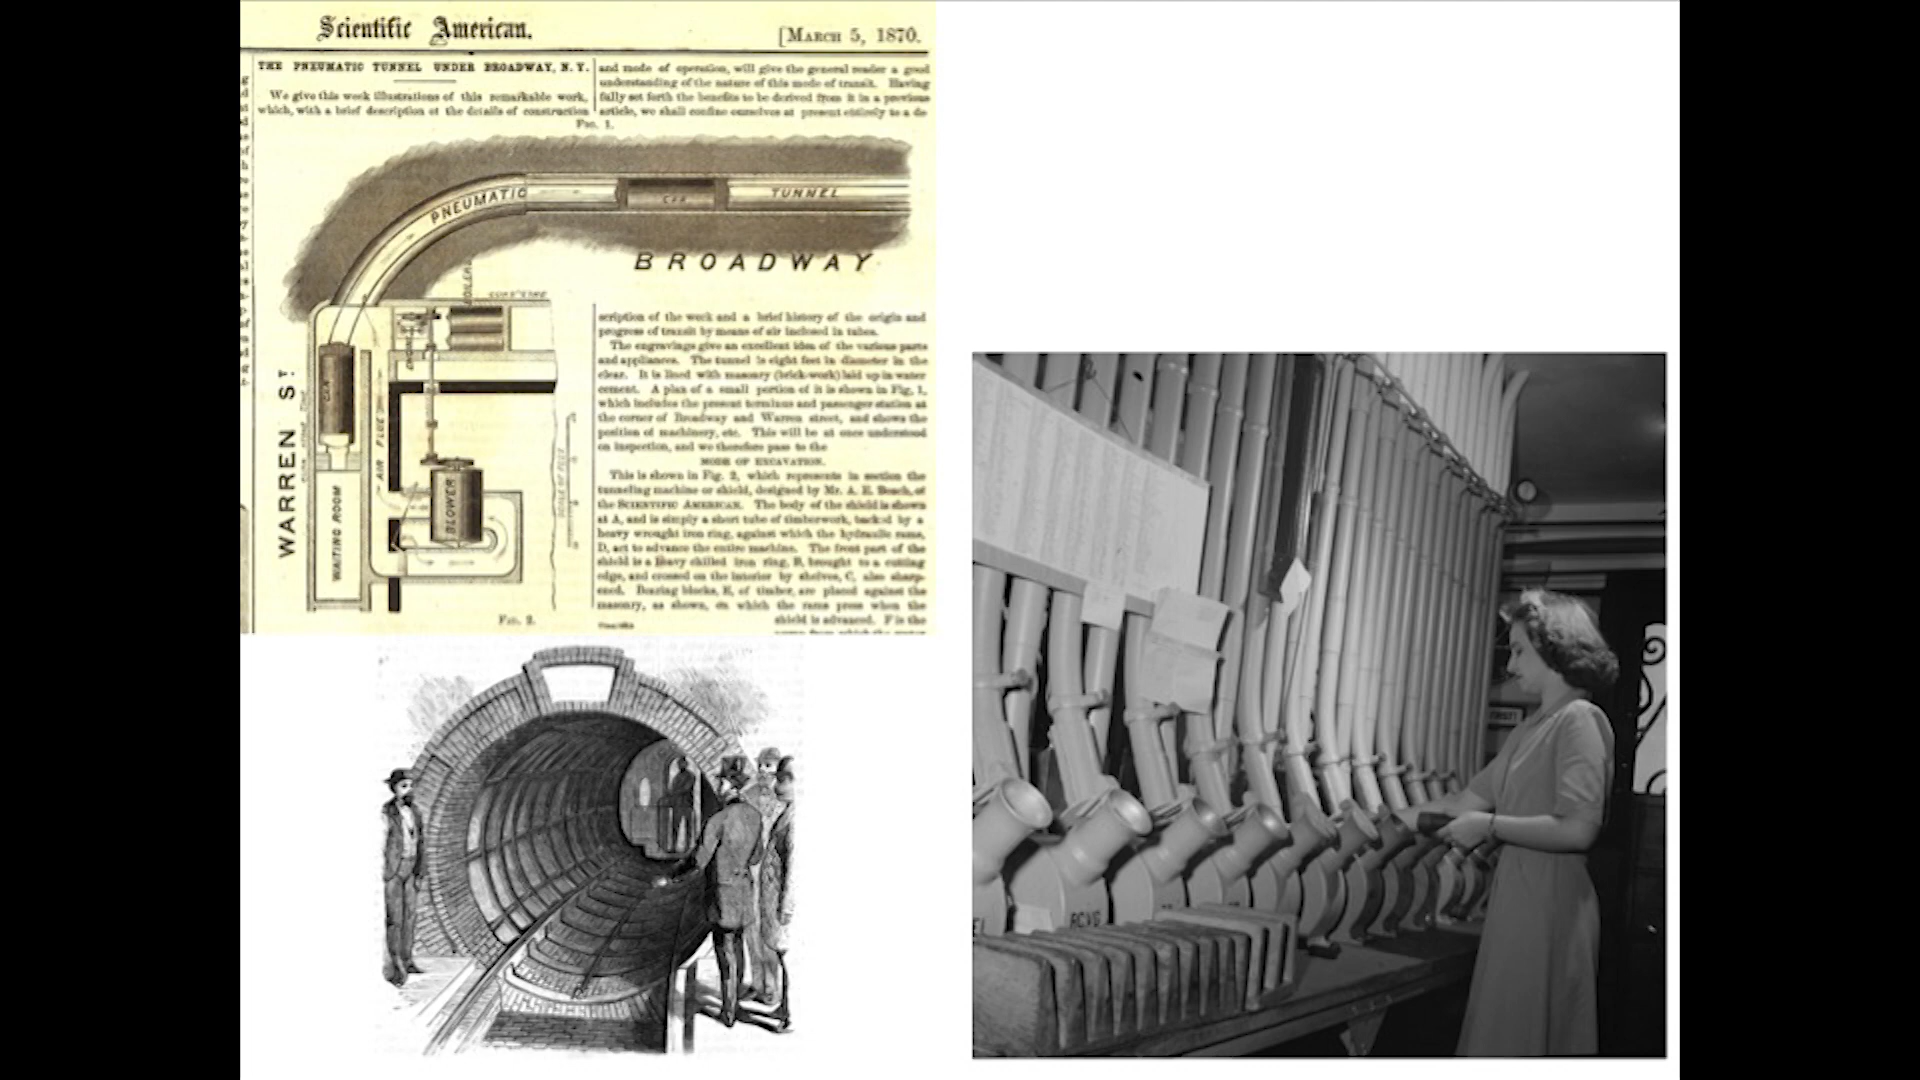 Scientific American.
[MARCH 5, 1870.
THE PNEUMATIC TUNNEL UNDER BROADWAY, N. Y.
We give this week illustrations of this remarkable work,
which, with a brief description of the details of construction
and mode of operation, will give the general reader a good
understanding of the nature of this mode of transit. Having
fully set forth the benefits to be derived from it in a previous
article, we shall confine ourselves at present entirely to a de
FIG. 1.
PNEUMATIC
CAR
TUNNEL
BROADWAY
BOILER
ENGINE
WARREN ST
CAR
AIR FLUE
BLOWER
WAITING ROOM
SCALE OF FEET
FIG. 2.
scription of the work and a brief history of the origin and
progress of transit by means of air inclosed in tubes.
The engravings give an excellent idea of the various parts
and appliances. The tunnel is eight feet in diameter in the
clear. It is lined with masonry (brick-work) laid up in water
cement. A plan of a small portion of it is shown in Fig. 1,
which includes the present terminus and passenger station at
the corner of Broadway and Warren street, and shows the
position of machinery, etc. This will be at once understood
on inspection, and we therefore pass to the
MODE OF EXCAVATION.
This is shown in Fig. 2, which represents in section the
tunneling machine or shield, designed by Mr. A. E. Beach, of
the SCIENTIFIC AMERICAN. The body of the shield is shown
at A, and is simply a short tube of timberwork, backed by a
heavy wrought iron ring, against which the hydraulic rams,
D, act to advance the entire machine. The front part of the
shield is a heavy chilled iron ring, B, brought to a cutting
edge, and crossed on the interior by shelves, C, also sharp-
ened. Bearing blocks, E, of timber, are placed against the
masonry, as shown, on which the rams press when the
shield is advanced. F is the
RCVG